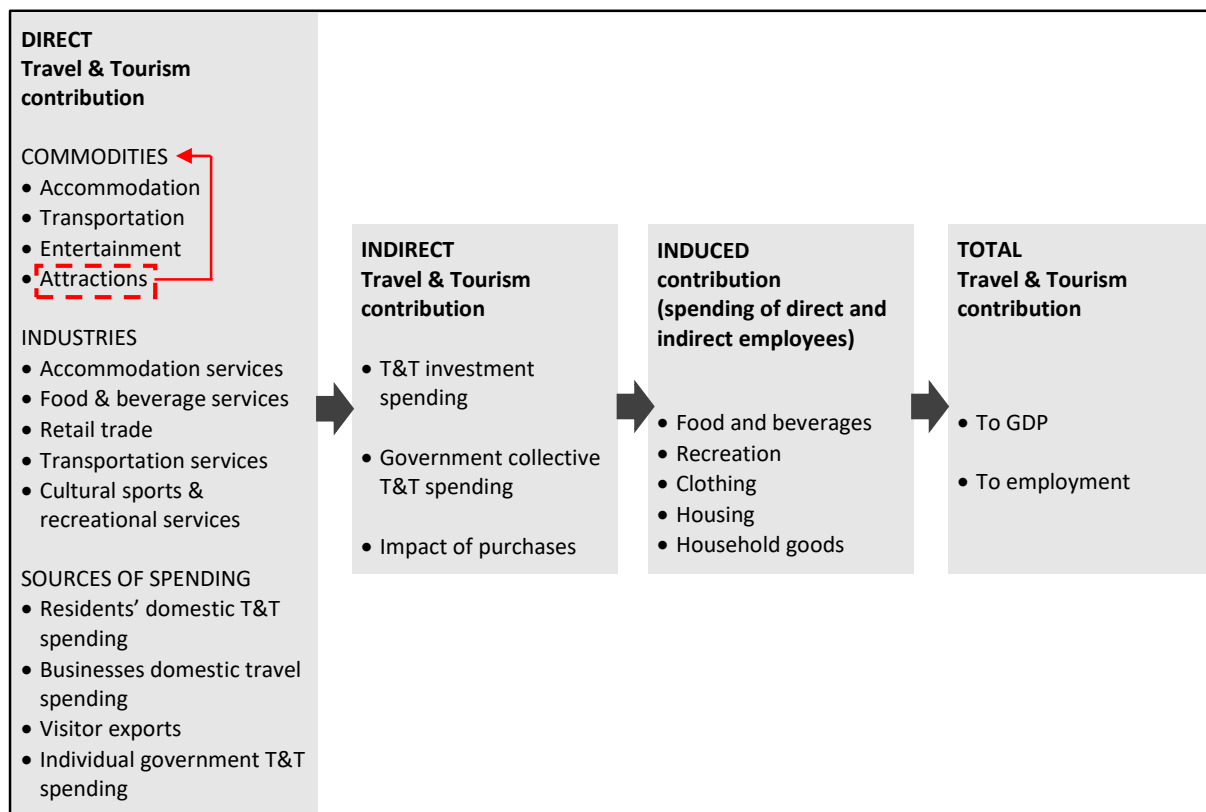 DIRECT
Travel & Tourism
contribution
COMMODITIES
• Accommodation
• Transportation
• Entertainment
• Attractions
INDUSTRIES
• Accommodation services
• Food & beverage services
• Retail trade
• Transportation services
• Cultural sports &
recreational services
SOURCES OF SPENDING
• Residents’ domestic T&T
spending
• Businesses domestic travel
spending
• Visitor exports
• Individual government T&T
spending
INDIRECT
Travel & Tourism
contribution
• T&T investment
spending
• Government collective
T&T spending
• Impact of purchases
INDUCED
contribution
(spending of direct and
indirect employees)
• Food and beverages
• Recreation
• Clothing
• Housing
• Household goods
TOTAL
Travel & Tourism
contribution
• To GDP
• To employment